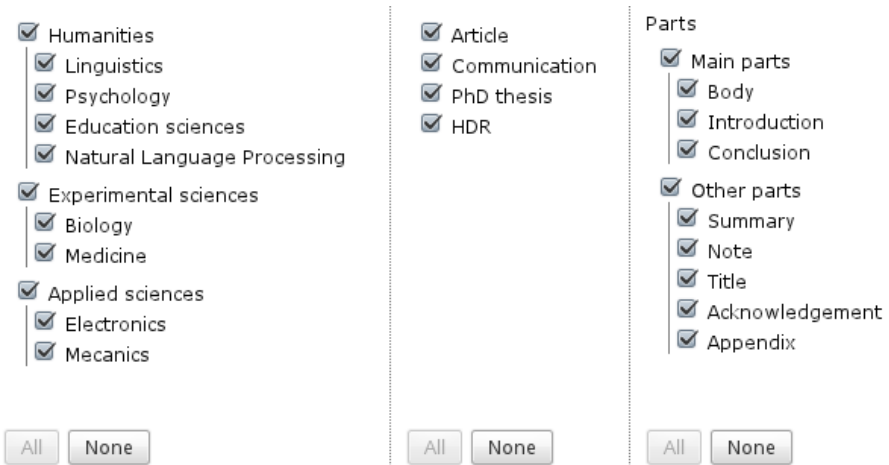 Humanities
Linguistics
Psychology
Education sciences
Natural Language Processing
Experimental sciences
Biology
Medicine
Applied sciences
Electronics
Mecanics
All None
Article
Communication
PhD thesis
HDR
All None
Parts
Main parts
Body
Introduction
Conclusion
Other parts
Summary
Note
Title
Acknowledgement
Appendix
All None